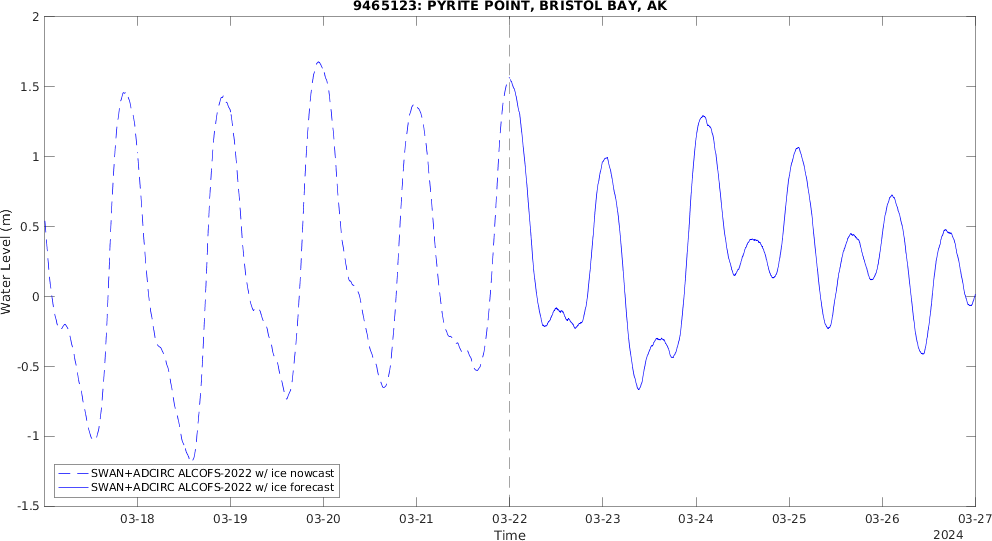 9465123: PYRITE POINT, BRISTOL BAY, AK
Water Level (m)
2
1.5
1
0.5
0
-0.5
-1
-1.5
SWAN+ADCIRC ALCOFS-2022 w/ ice nowcast
SWAN+ADCIRC ALCOFS-2022 w/ ice forecast
03-18 03-19 03-20 03-21 03-22 03-23 03-24 03-25 03-26 03-27
Time
2024